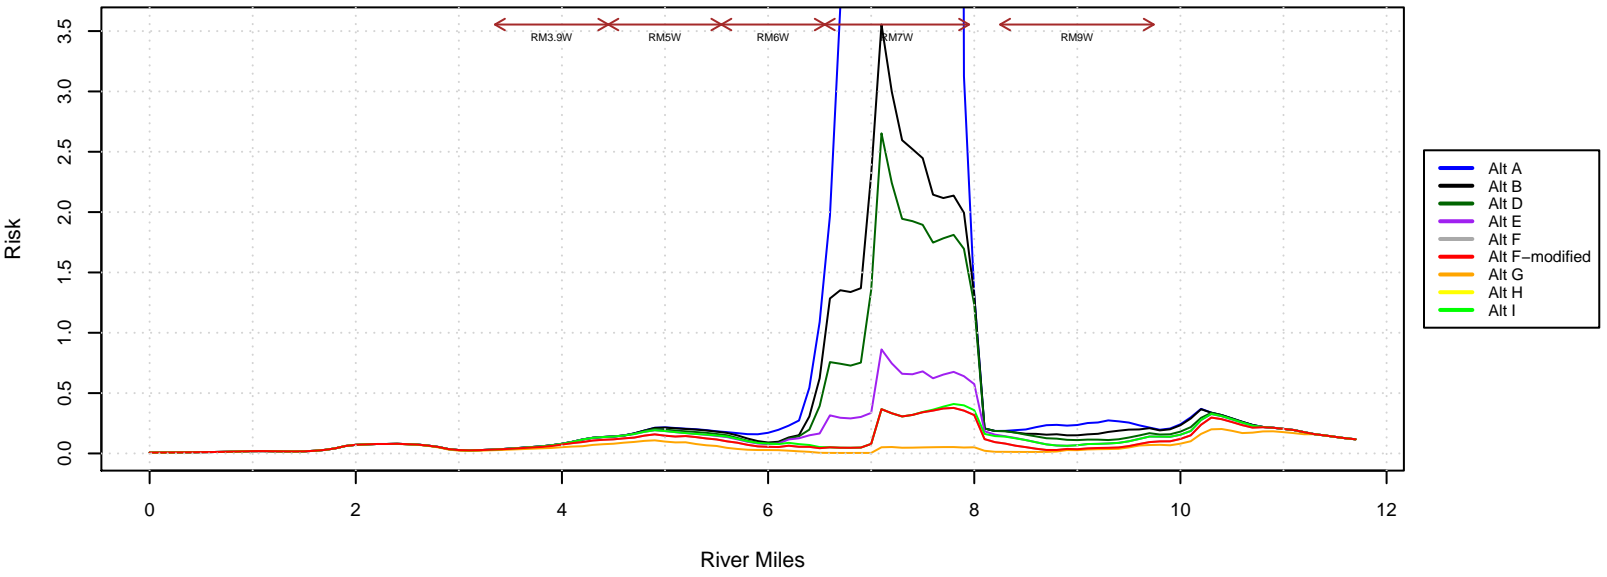 RM3.9W RM5W RM6W RM7W RM9W
3.5
3.0
2.5
2.0
1.5
1.0
0.5
0.0
Risk
0 2 4 6 8 10 12
River Miles
Alt A
Alt B
Alt D
Alt E
Alt F
Alt F−modified
Alt G
Alt H
Alt I